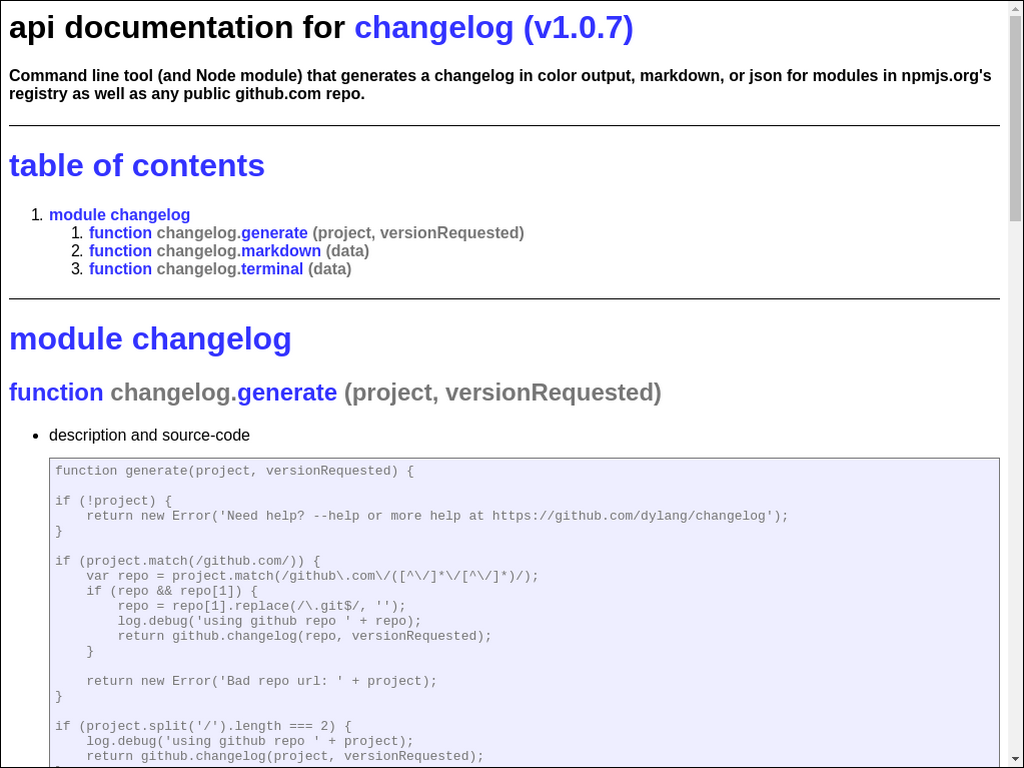 api documentation for changelog (v1.0.7)
Command line tool (and Node module) that generates a changelog in color output, markdown, or json for modules in npmjs.org's
registry as well as any public github.com repo.
table of contents
1. module changelog
1. function changelog.generate (project, versionRequested)
2. function changelog.markdown (data)
3. function changelog.terminal (data)
module changelog
function changelog.generate (project, versionRequested)
• description and source-code
function generate(project, versionRequested) {
if (!project) {
    return new Error('Need help? --help or more help at https://github.com/dylang/changelog');
}
if (project.match(/github.com/)) {
    var repo = project.match(/github\.com\/([^\/]*\/[^\/]*)/);
    if (repo && repo[1]) {
        repo = repo[1].replace(/\.git$/, '');
        log.debug('using github repo ' + repo);
        return github.changelog(repo, versionRequested);
    }
    return new Error('Bad repo url: ' + project);
}
if (project.split('/').length === 2) {
    log.debug('using github repo ' + project);
    return github.changelog(project, versionRequested);